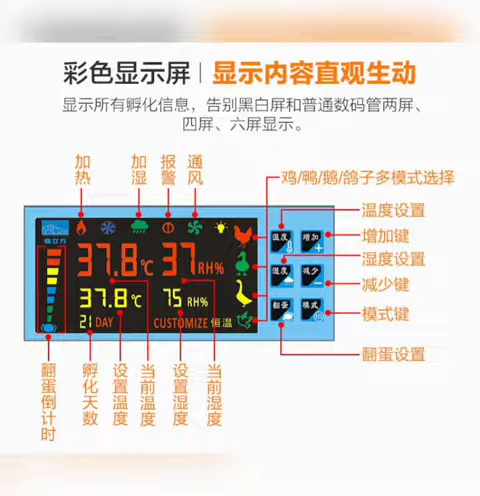 彩色显示屏|显示内容直观生动
显示所有孵化信息，告别黑白屏和普通数码管两屏、
四屏、六屏显示。
加热
加湿
报警
通风
鸡/鸭/鹅/鸽子多模式选择
温度设置
增加键
湿度设置
减少键
模式键
翻蛋设置
37.8℃
37RH%
37.8℃
75 RH%
21 DAY
CUSTOMIZE 恒温
温度
增加
湿度
减少
翻蛋
模式
翻蛋倒计时
孵化天数
设置温度
当前温度
设置湿度
当前湿度